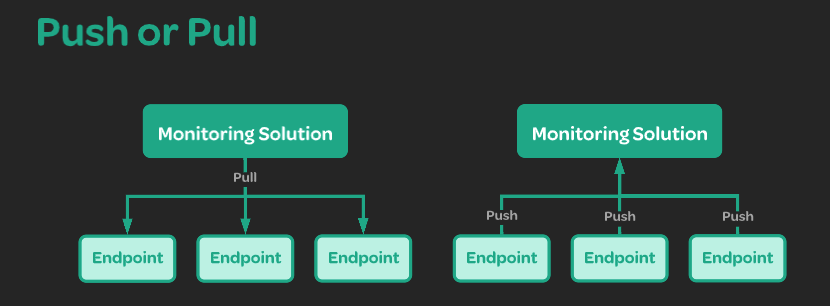 Push or Pull
Monitoring Solution
Pull
Endpoint
Endpoint
Endpoint
Monitoring Solution
Push
Push
Push
Endpoint
Endpoint
Endpoint